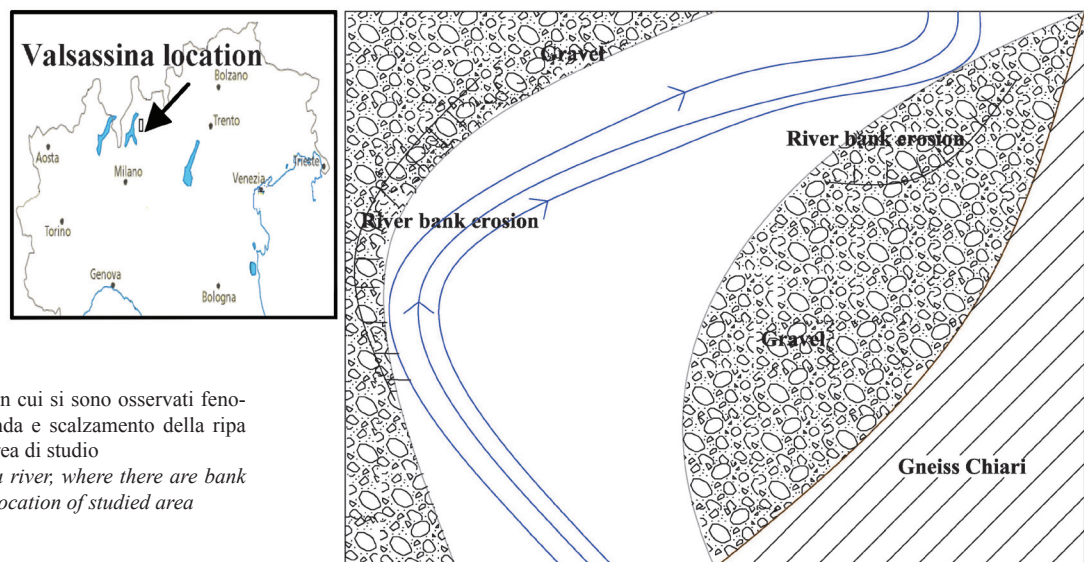 Valsassina location
Bolzano
Trento
Aosta
Milano
Trieste
Venezia
Torino
Genova
Bologna
Gravel
River bank erosion
River bank erosion
Gravel
Gneiss Chiari
n cui si sono osservati feno-
nda e scalzamento della ripa
rea di studio
a river, where there are bank
ocation of studied area